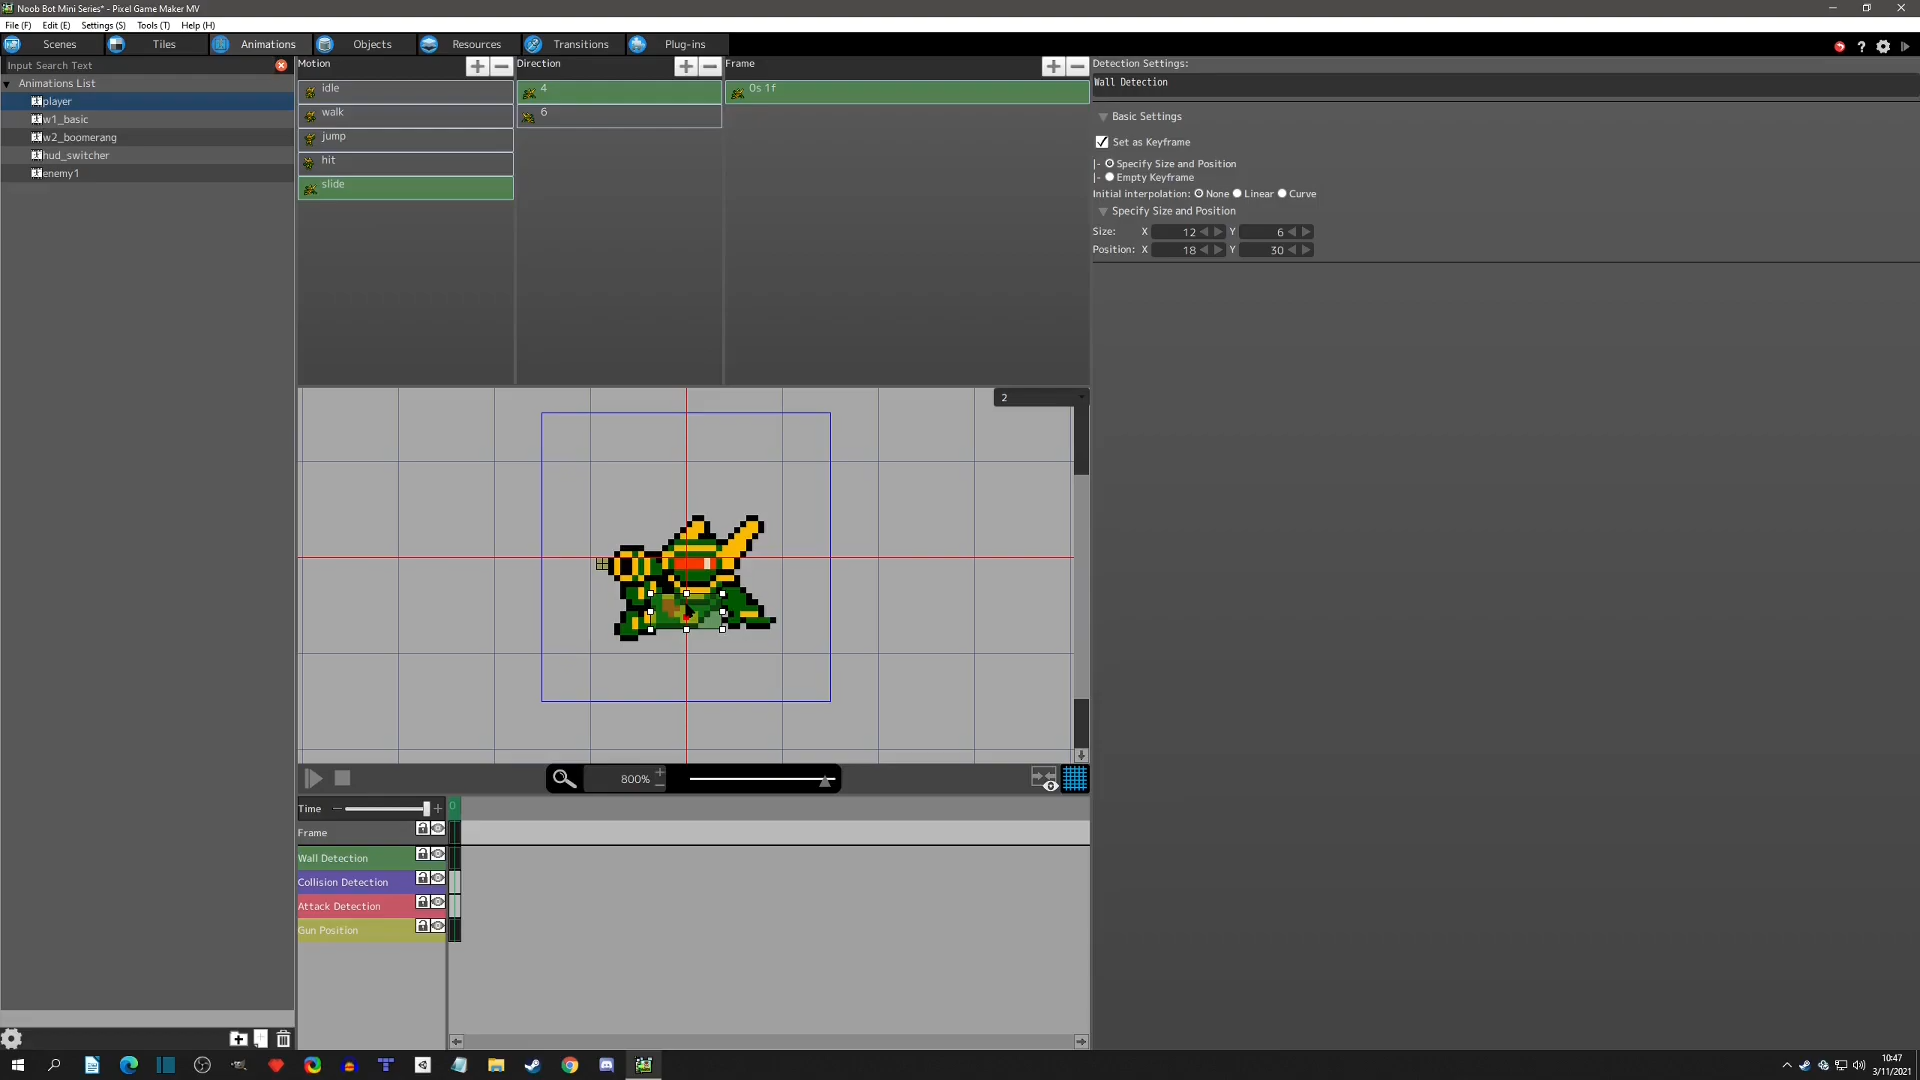 Noob Bot Mini Series* - Pixel Game Maker MV
File (F) Edit (E) Settings (S) Tools (T) Help (H)
Scenes Tiles Animations Objects Resources Transitions Plug-ins
Input Search Text
Animations List
player
w1_basic
w2_boomerang
hud_switcher
enemy1
Motion
idle
walk
jump
hit
slide
Direction
4
6
Frame
0s 1f
Detection Settings:
Wall Detection
Basic Settings
Set as Keyframe
|- Specify Size and Position
|- Empty Keyframe
Initial interpolation: None Linear Curve
Specify Size and Position
Size: X 12 Y 6
Position: X 18 Y 30
2
800%
Time 0
Frame
Wall Detection
Collision Detection
Attack Detection
Gun Position
10:47
3/11/2021